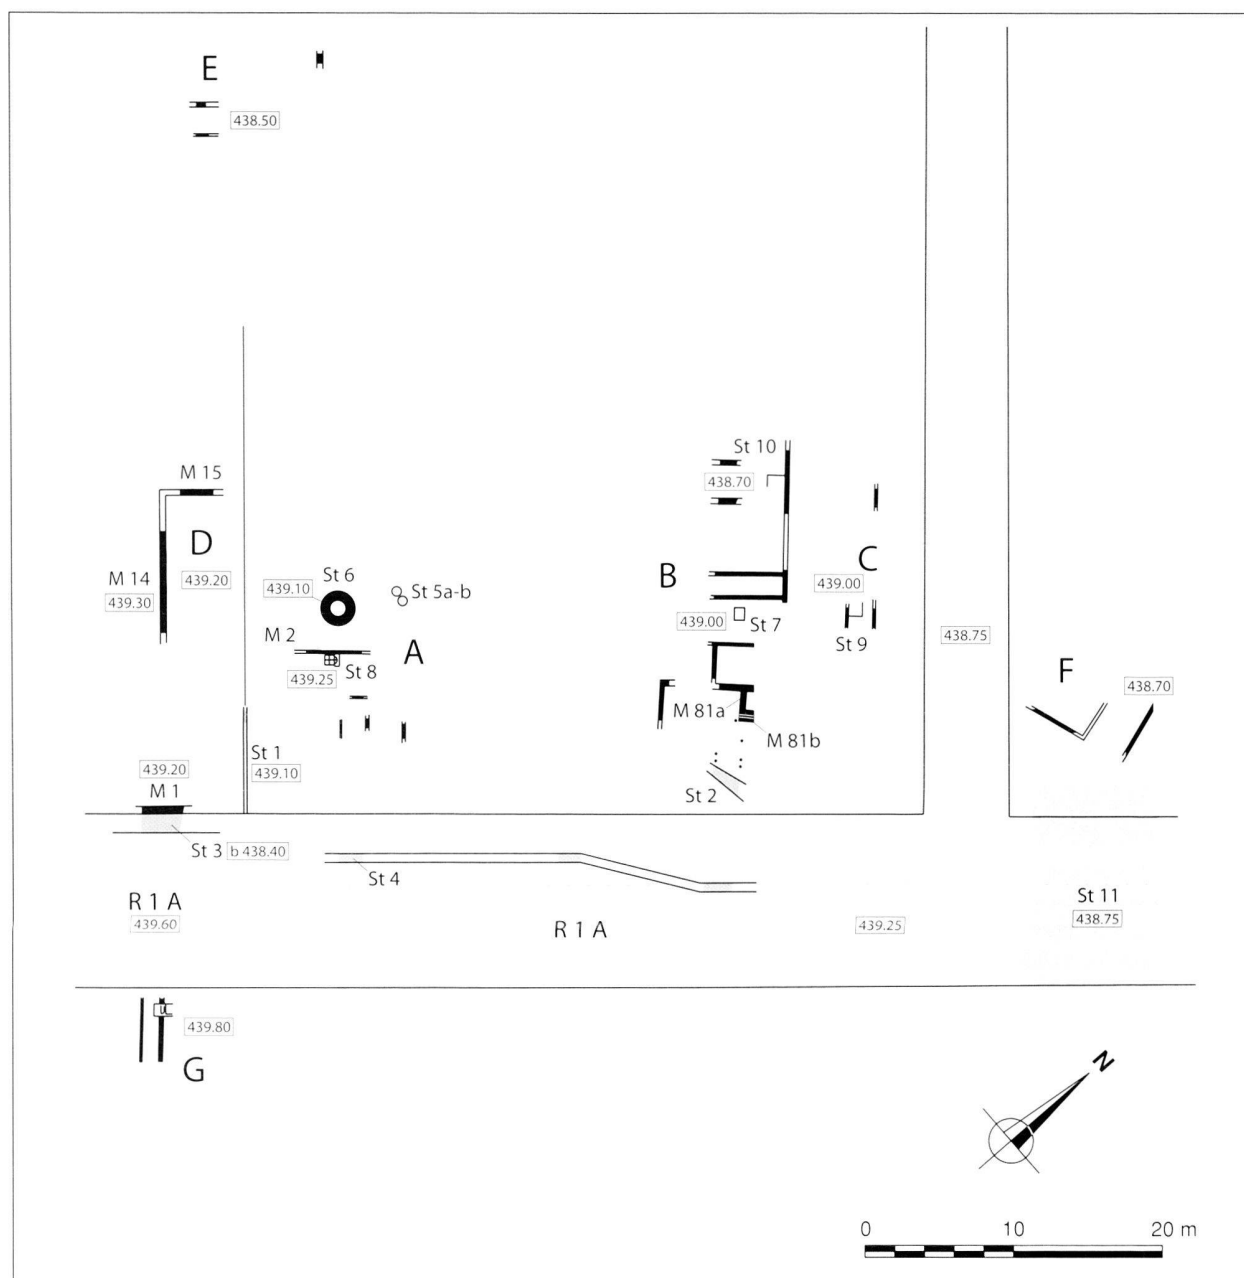 E
438.50
M 15
St 10
438.70
D
M 14
439.30
439.20
439.10
St 6
St 5a-b
B
C
439.00
439.00
St 7
St 9
438.75
M 2
A
439.25
St 8
F
438.70
M 81a
M 81b
St 1
439.10
439.20
M 1
St 2
St 3
b 438.40
St 4
R 1 A
439.60
R 1 A
439.25
St 11
438.75
439.80
G
N
0 10 20 m